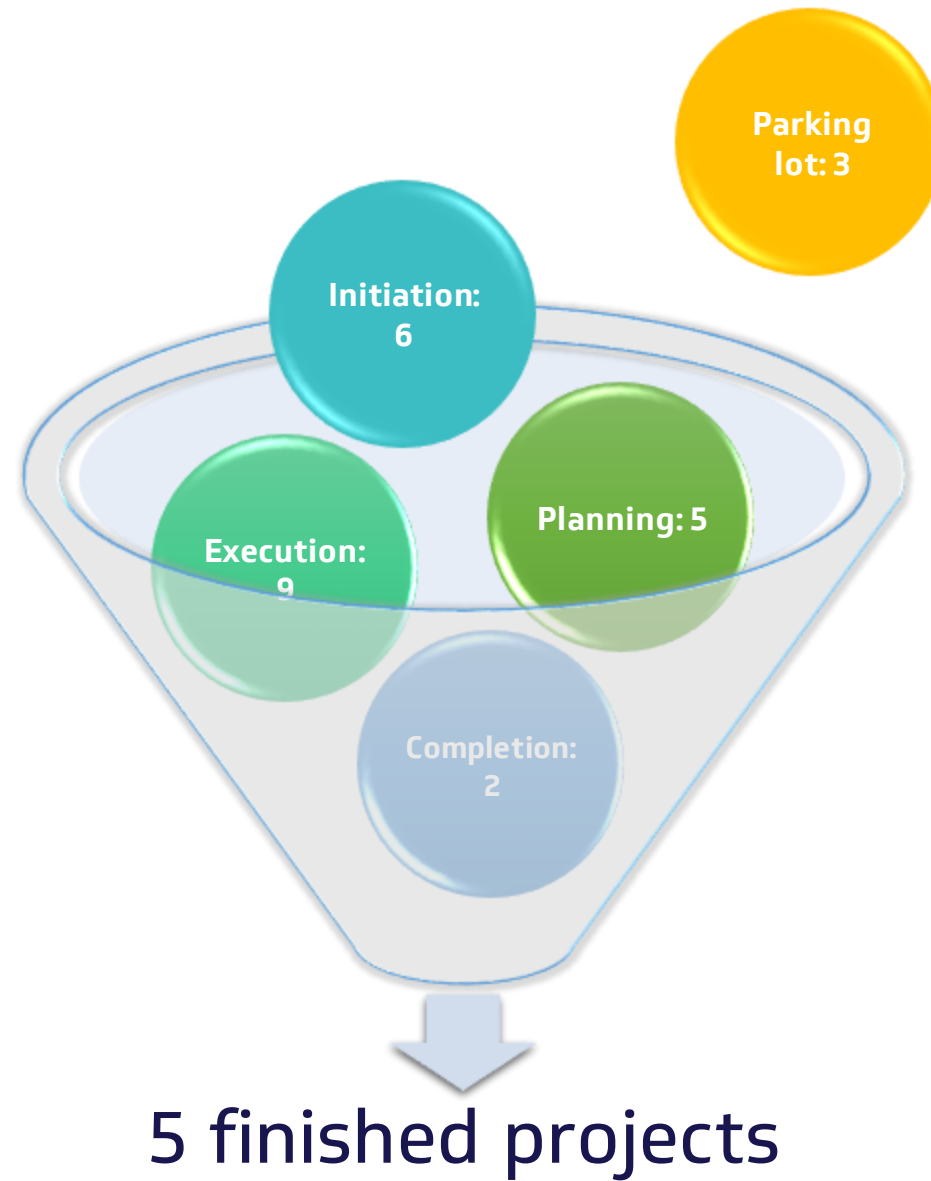 Parking
lot: 3
Initiation:
6
Planning: 5
Execution:
9
Completion:
2
5 finished projects